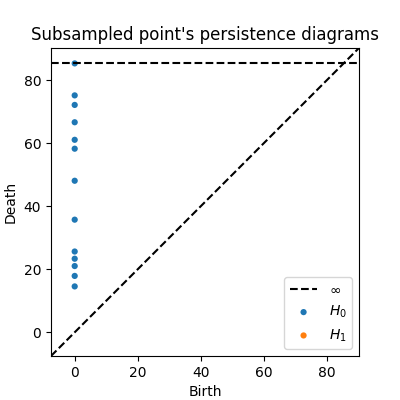 Subsampled point's persistence diagrams
80
60
40
20
0
Death
0 20 40 60 80
Birth
∞
H₀
H₁